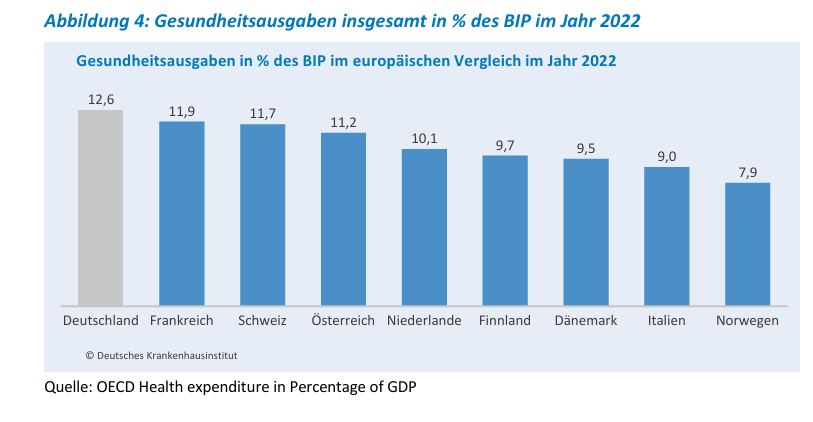 Abbildung 4: Gesundheitsausgaben insgesamt in % des BIP im Jahr 2022
Gesundheitsausgaben in % des BIP im europäischen Vergleich im Jahr 2022
12,6
11,9
11,7
11,2
10,1
9,7
9,5
9,0
7,9
Deutschland Frankreich Schweiz Österreich Niederlande Finnland Dänemark Italien Norwegen
© Deutsches Krankenhausinstitut
Quelle: OECD Health expenditure in Percentage of GDP